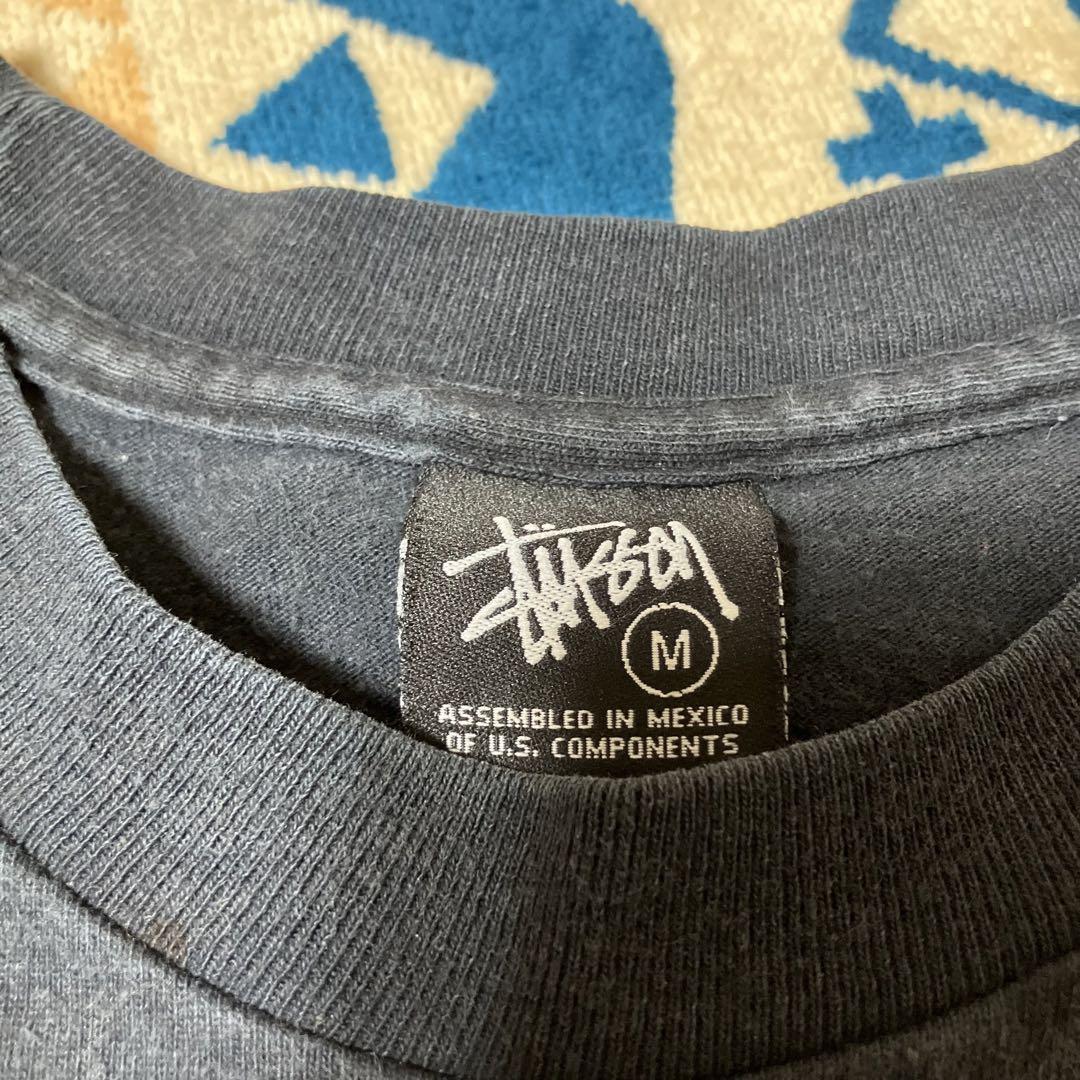 Stüssy
M
ASSEMBLED IN MEXICO
OF U.S. COMPONENTS